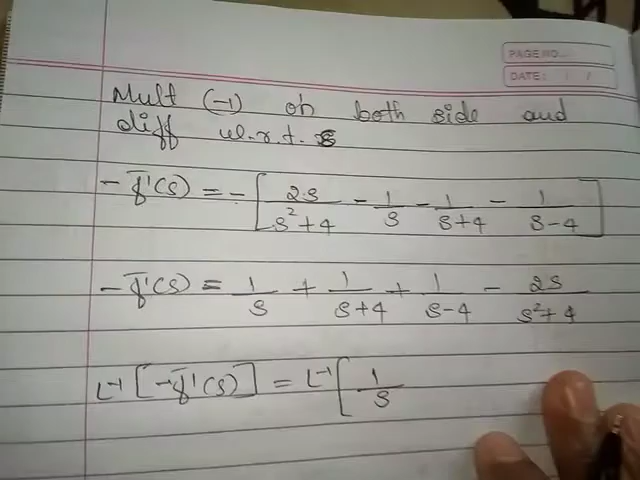 PAGE NO.
DATE: / /
Mult (-1) on both side and
diff w.r.t. s
-f̄'(s) = -[2s/(s²+4) - 1/s - 1/(s+4) - 1/(s-4)]
-f̄'(s) = 1/s + 1/(s+4) + 1/(s-4) - 2s/(s²+4)
L⁻¹[-f̄'(s)] = L⁻¹[1/s